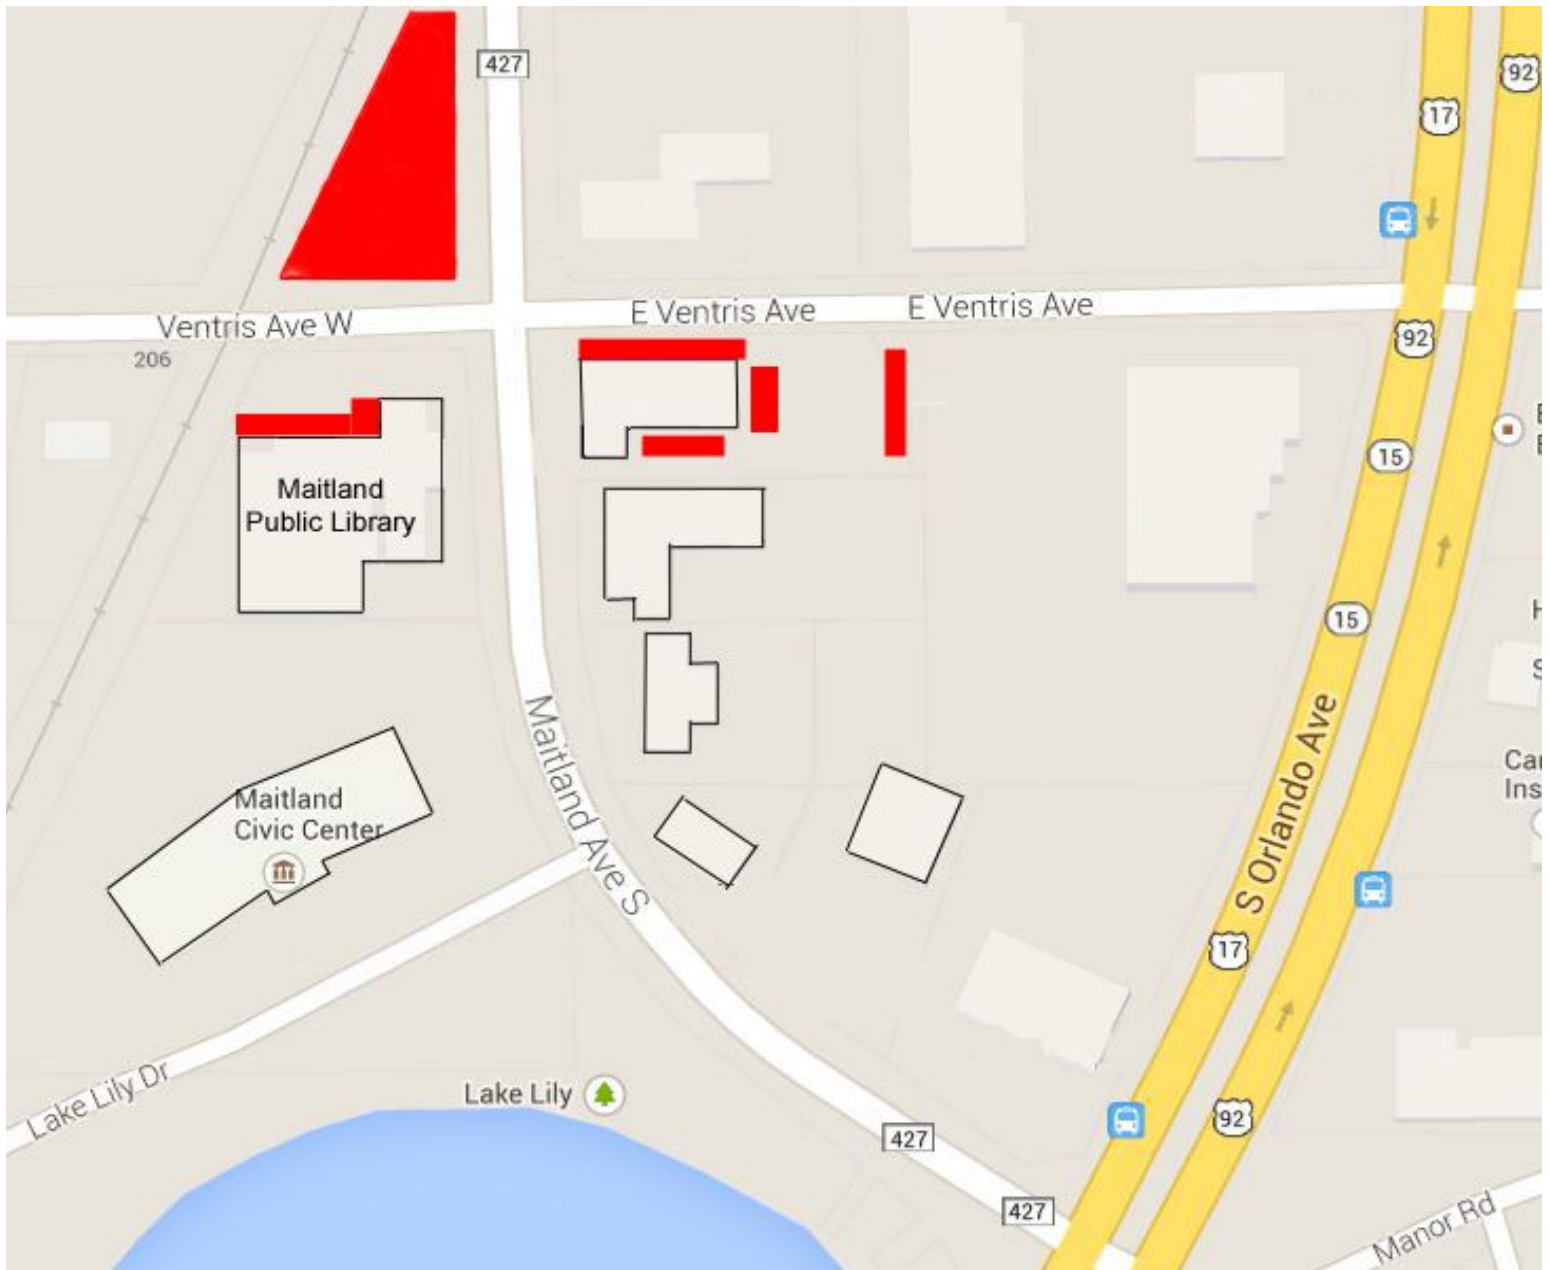 427
92
17
E Ventris Ave
E Ventris Ave
Ventris Ave W
92
206
15
Maitland
Public Library
15
Maitland Ave S
S Orlando Ave
Maitland
Civic Center
17
Lake Lily Dr
Lake Lily
92
427
427
Manor Rd